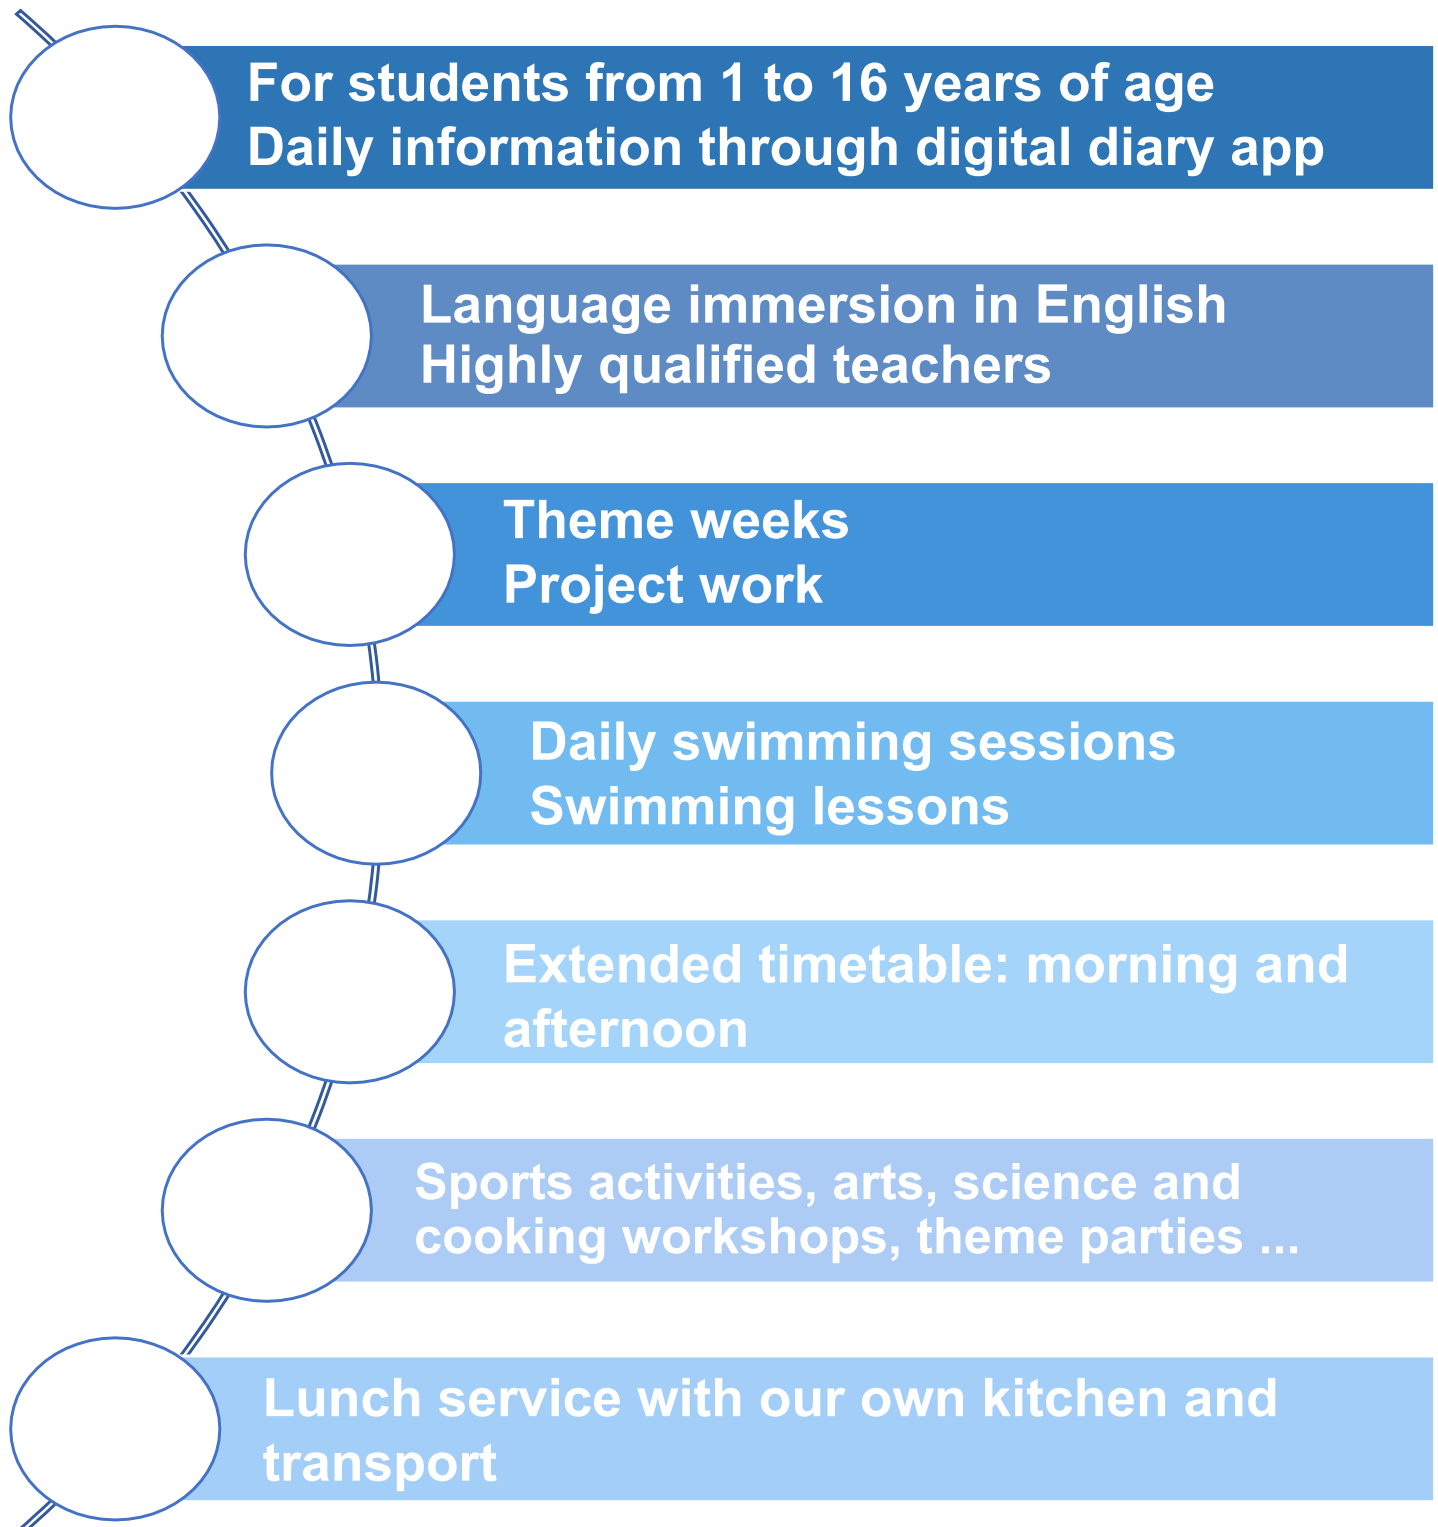 For students from 1 to 16 years of age
Daily information through digital diary app
Language immersion in English
Highly qualified teachers
Theme weeks
Project work
Daily swimming sessions
Swimming lessons
Extended timetable: morning and
afternoon
Sports activities, arts, science and
cooking workshops, theme parties ...
Lunch service with our own kitchen and
transport